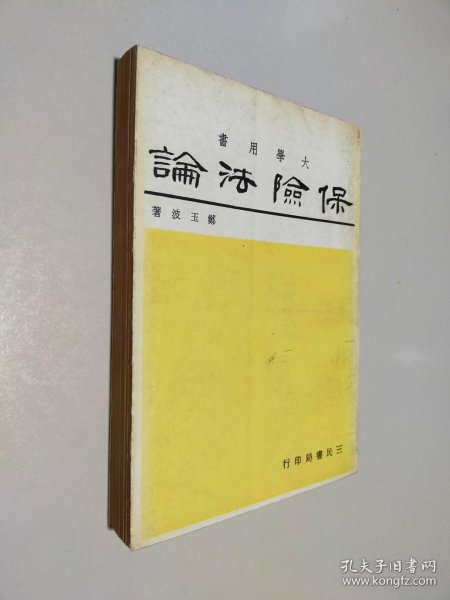 大學用書
保險法論
鄭玉波著
三民書局印行
孔夫子旧书网
www.kongfz.com